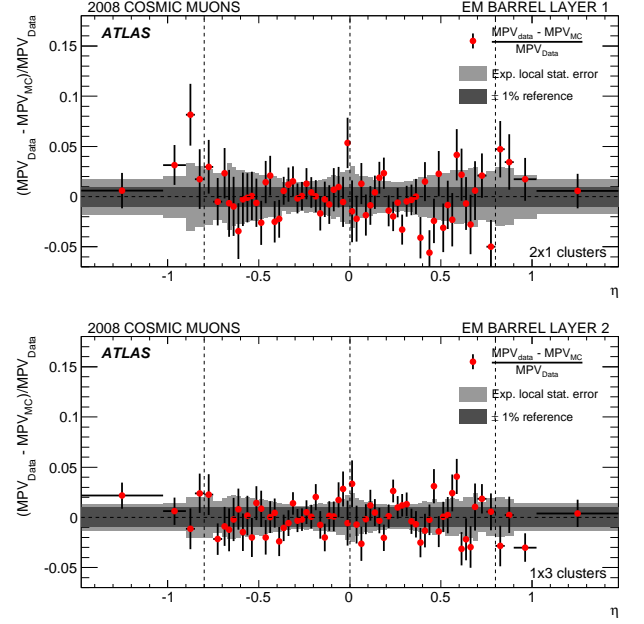 2008 COSMIC MUONS EM BARREL LAYER 1
ATLAS
MPV_data - MPV_MC
MPV_Data
Exp. local stat. error
± 1% reference
(MPV_Data - MPV_MC)/MPV_Data
0.15
0.1
0.05
0
-0.05
2x1 clusters
-1 -0.5 0 0.5 1
η
2008 COSMIC MUONS EM BARREL LAYER 2
ATLAS
MPV_data - MPV_MC
MPV_Data
Exp. local stat. error
± 1% reference
(MPV_Data - MPV_MC)/MPV_Data
0.15
0.1
0.05
0
-0.05
1x3 clusters
-1 -0.5 0 0.5 1
η